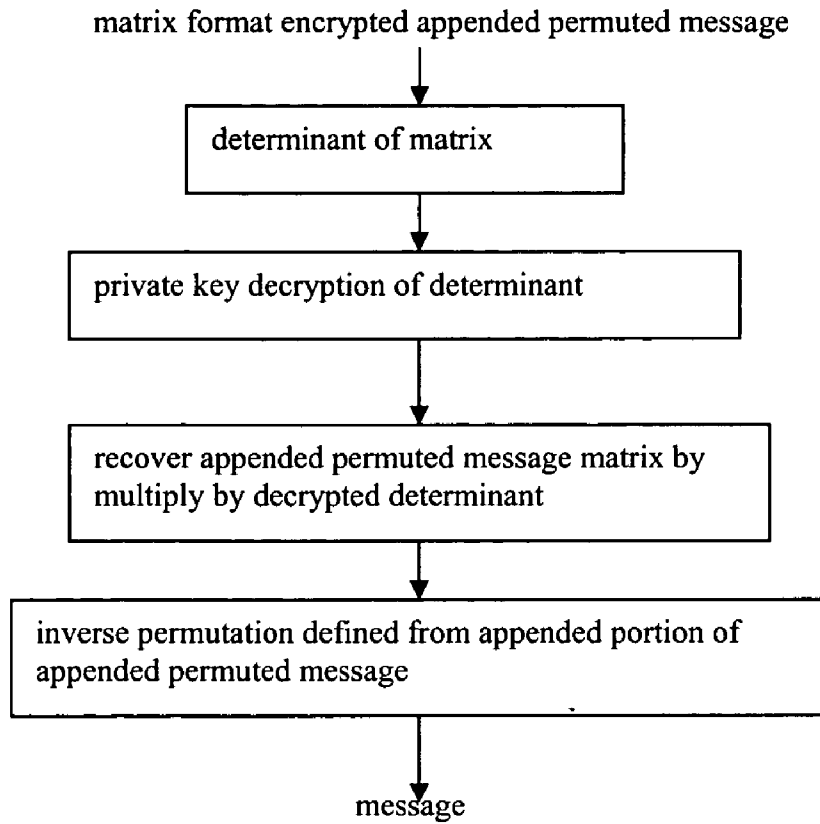 matrix format encrypted appended permuted message
determinant of matrix
private key decryption of determinant
recover appended permuted message matrix by
multiply by decrypted determinant
inverse permutation defined from appended portion of
appended permuted message
message